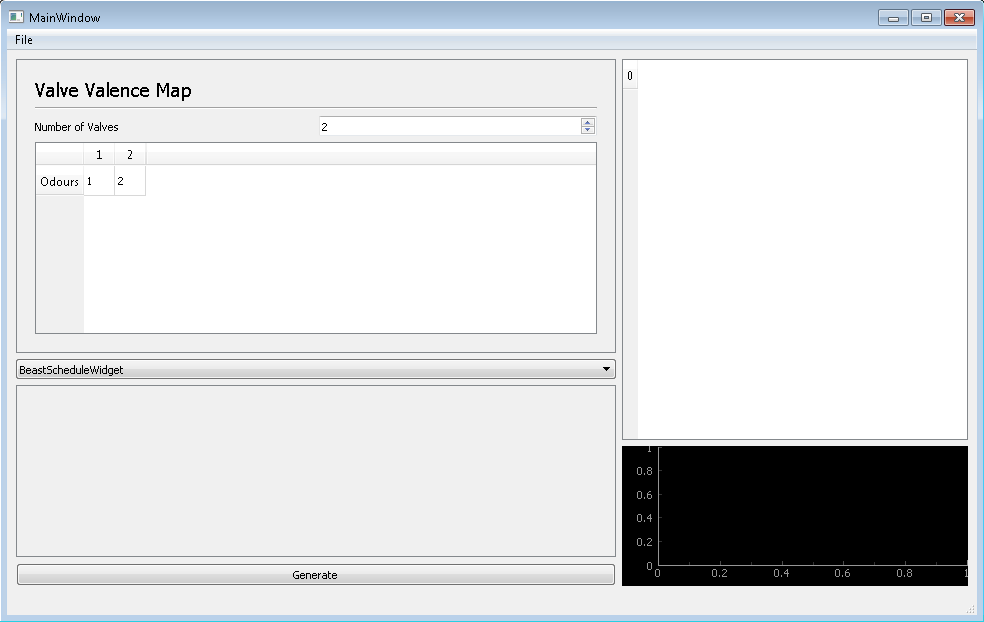 MainWindow
File
Valve Valence Map
Number of Valves 2
1 2
Odours 1 2
BeastScheduleWidget
Generate
0
1
0.8
0.6
0.4
0.2
0
0 0.2 0.4 0.6 0.8 1